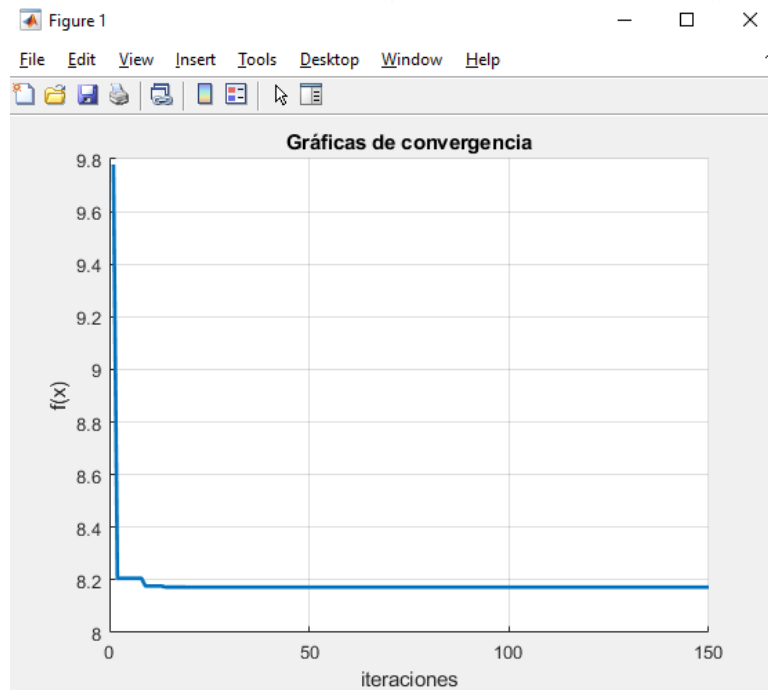 Figure 1
File Edit View Insert Tools Desktop Window Help
Gráficas de convergencia
9.8
9.6
9.4
9.2
9
8.8
8.6
8.4
8.2
8
f(x)
0 50 100 150
iteraciones